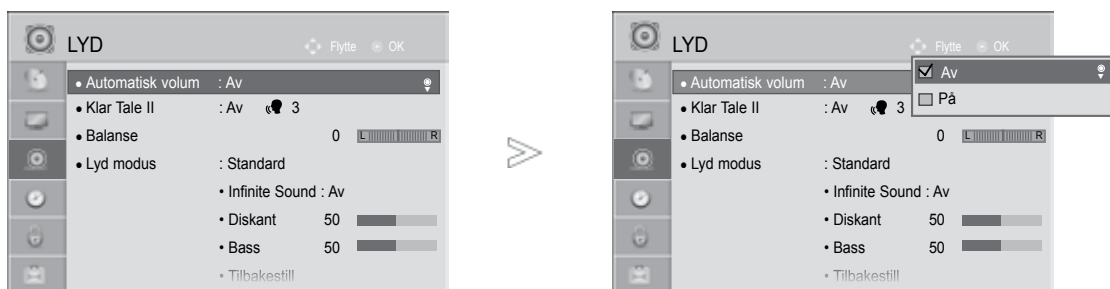 LYD
Flytte OK
• Automatisk volum : Av
• Klar Tale II : Av 3
• Balanse 0 L R
• Lyd modus : Standard
• Infinite Sound : Av
• Diskant 50
• Bass 50
• Tilbakestill
LYD
Flytte OK
• Automatisk volum : Av
Av
På
• Klar Tale II : Av 3
• Balanse 0 L R
• Lyd modus : Standard
• Infinite Sound : Av
• Diskant 50
• Bass 50
• Tilbakestill